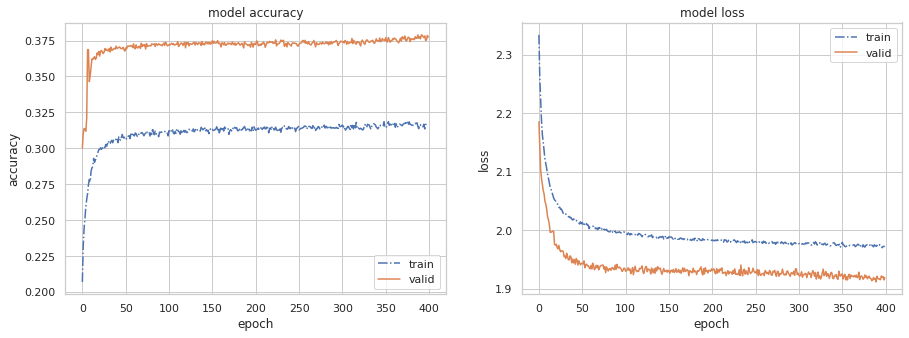 model accuracy
0.375
0.350
0.325
0.300
0.275
0.250
0.225
0.200
accuracy
0 50 100 150 200 250 300 350 400
epoch
train
valid
model loss
2.3
2.2
2.1
2.0
1.9
loss
0 50 100 150 200 250 300 350 400
epoch
train
valid